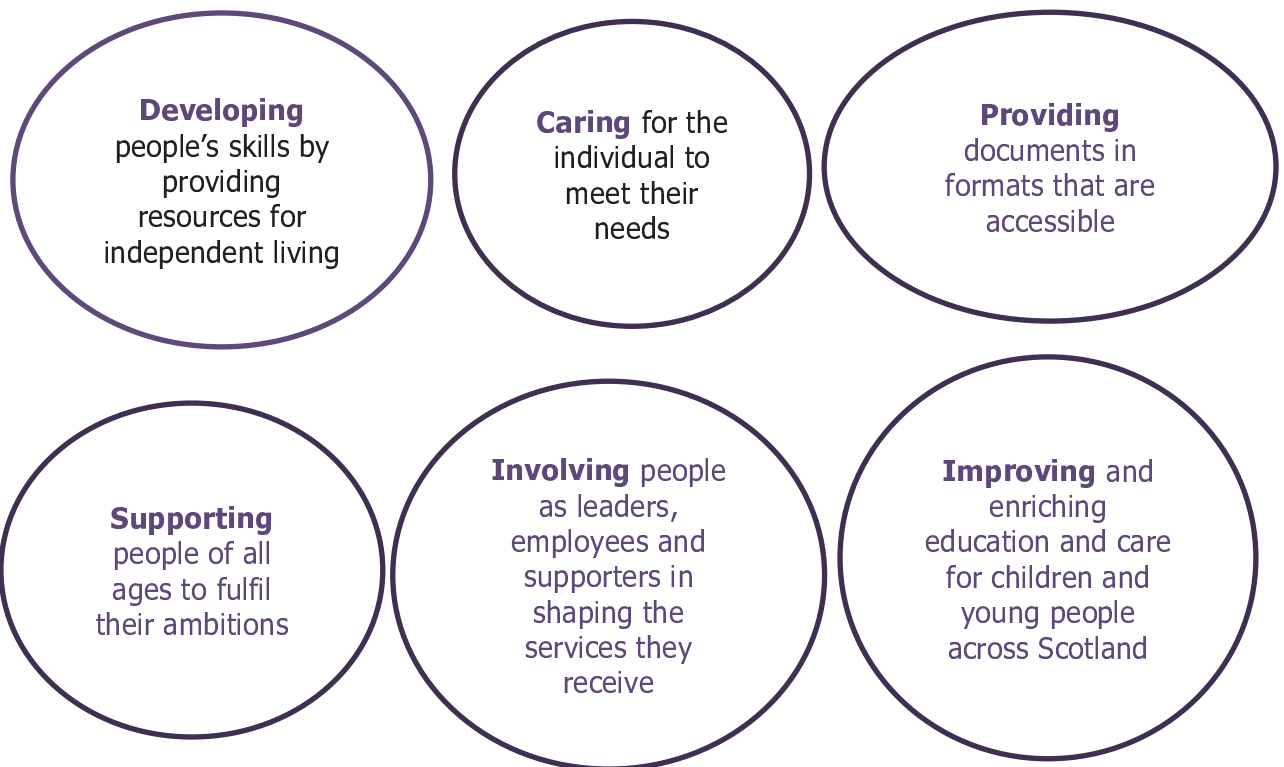 Developing
people’s skills by
providing
resources for
independent living
Caring for the
individual to
meet their
needs
Providing
documents in
formats that are
accessible
Supporting
people of all
ages to fulfil
their ambitions
Involving people
as leaders,
employees and
supporters in
shaping the
services they
receive
Improving and
enriching
education and care
for children and
young people
across Scotland